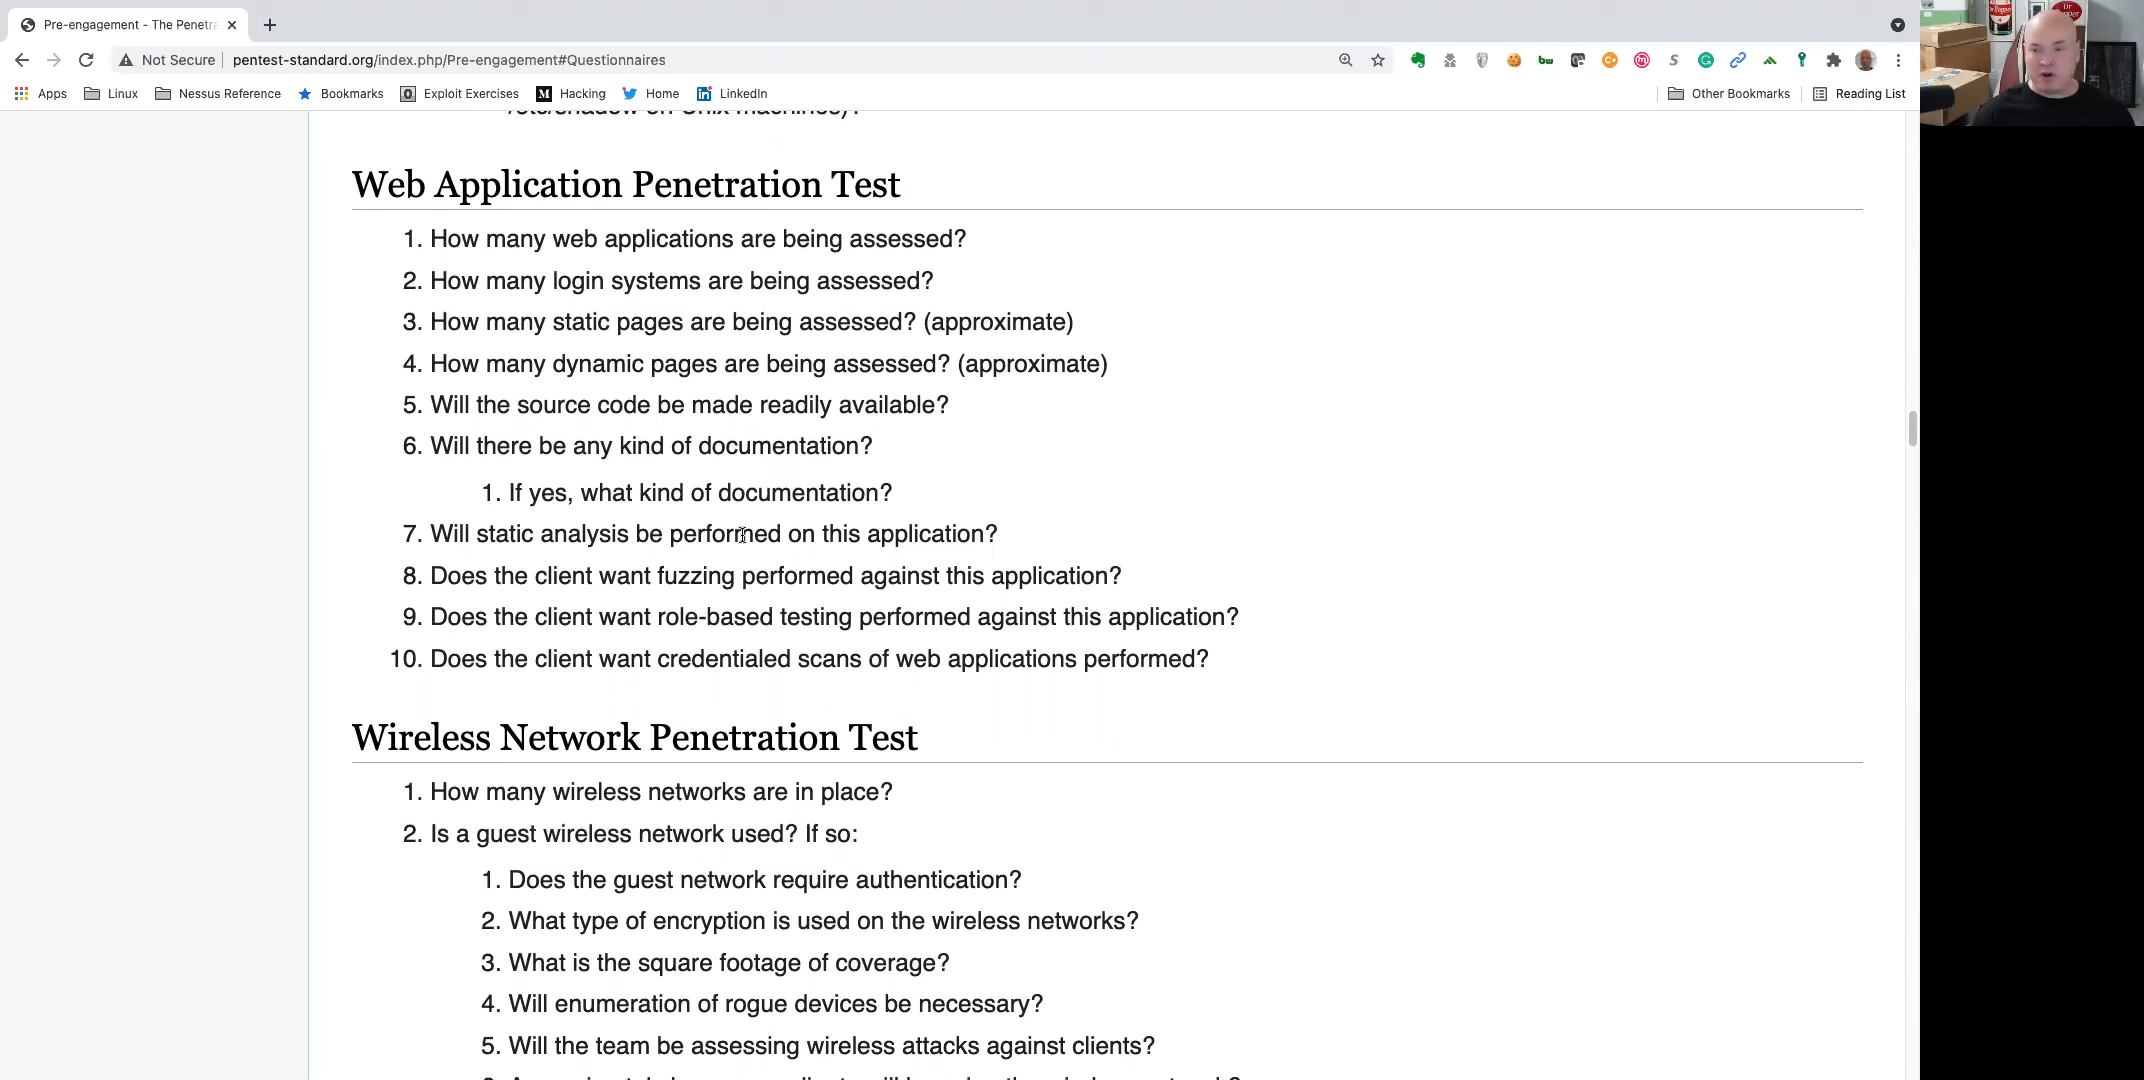 Pre-engagement - The Penetra
Not Secure
pentest-standard.org/index.php/Pre-engagement#Questionnaires
Apps
Linux
Nessus Reference
Bookmarks
Exploit Exercises
Hacking
Home
LinkedIn
Other Bookmarks
Reading List
/etc/shadow on Unix machines)?
Web Application Penetration Test
1. How many web applications are being assessed?
2. How many login systems are being assessed?
3. How many static pages are being assessed? (approximate)
4. How many dynamic pages are being assessed? (approximate)
5. Will the source code be made readily available?
6. Will there be any kind of documentation?
1. If yes, what kind of documentation?
7. Will static analysis be performed on this application?
8. Does the client want fuzzing performed against this application?
9. Does the client want role-based testing performed against this application?
10. Does the client want credentialed scans of web applications performed?
Wireless Network Penetration Test
1. How many wireless networks are in place?
2. Is a guest wireless network used? If so:
1. Does the guest network require authentication?
2. What type of encryption is used on the wireless networks?
3. What is the square footage of coverage?
4. Will enumeration of rogue devices be necessary?
5. Will the team be assessing wireless attacks against clients?